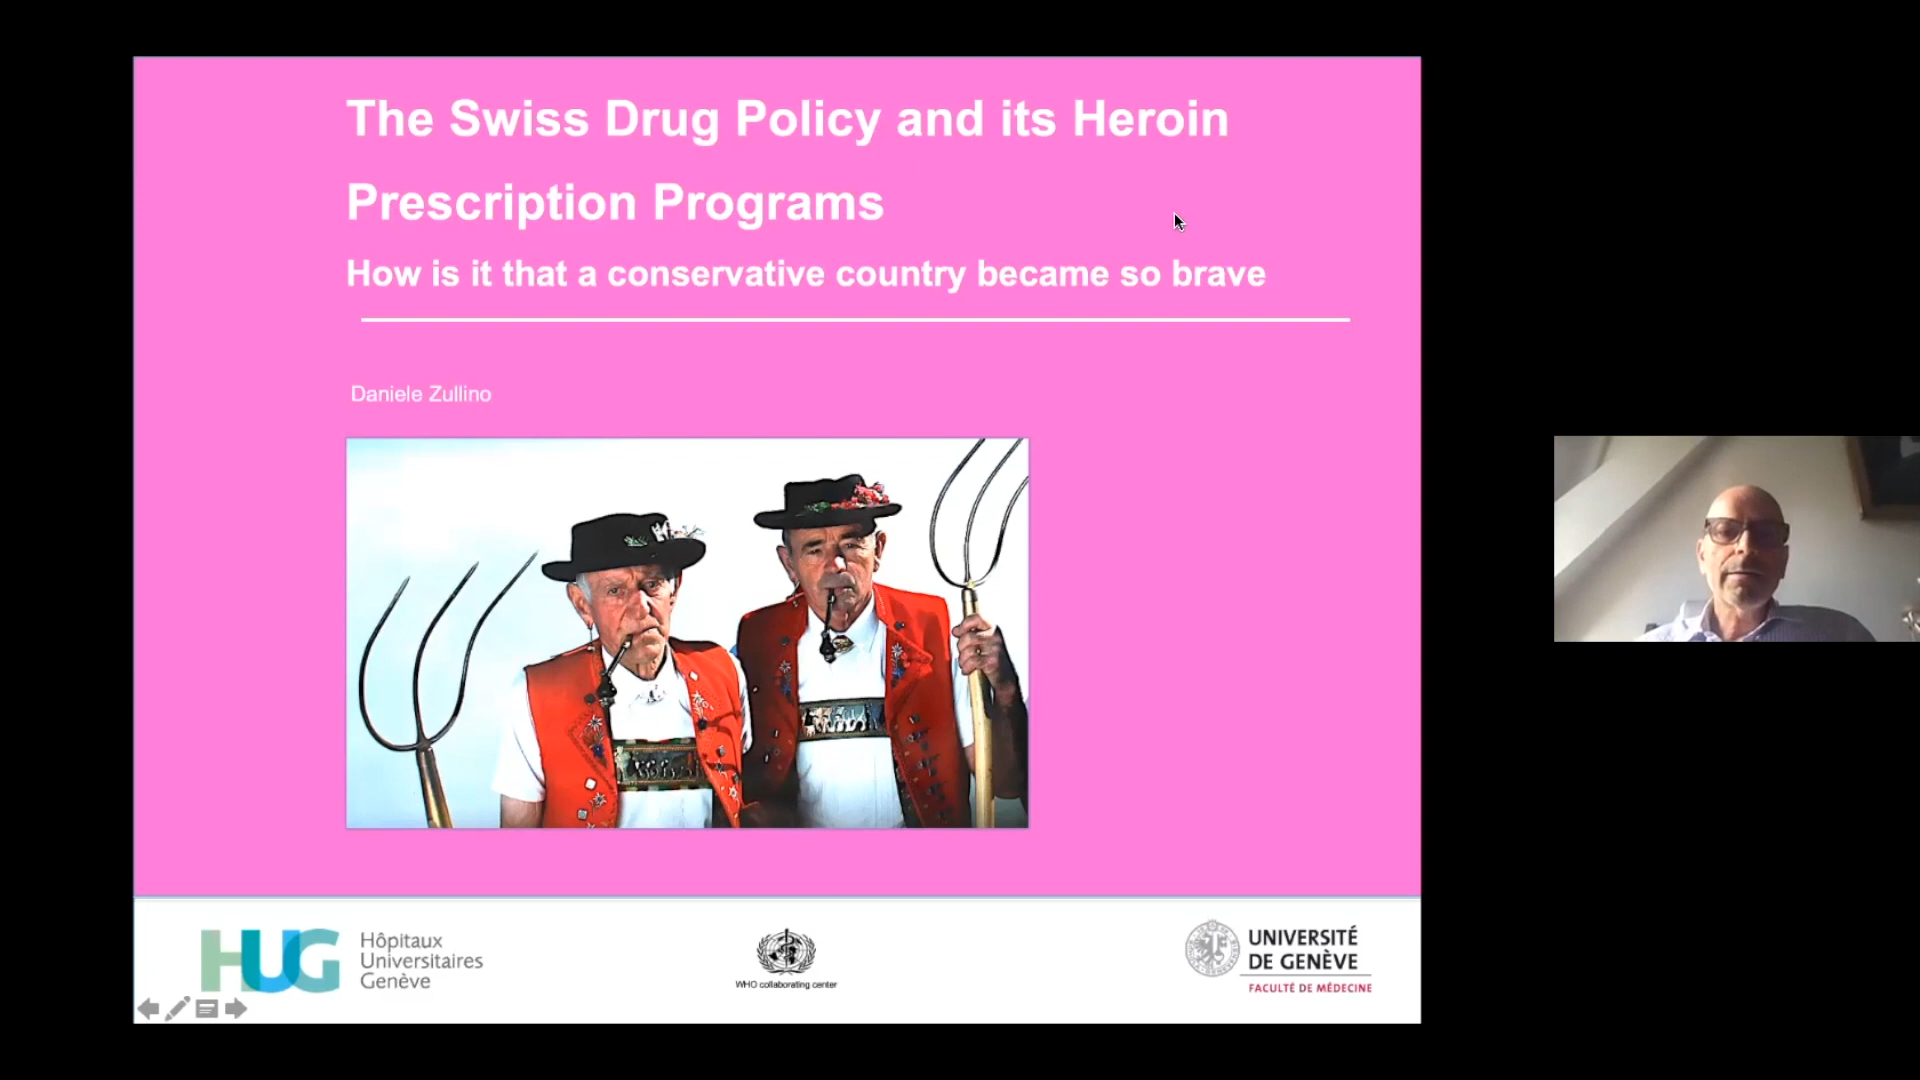 The Swiss Drug Policy and its Heroin
Prescription Programs
How is it that a conservative country became so brave
Daniele Zullino
HUG
Hôpitaux
Universitaires
Genève
WHO collaborating center
UNIVERSITÉ
DE GENÈVE
FACULTÉ DE MÉDECINE